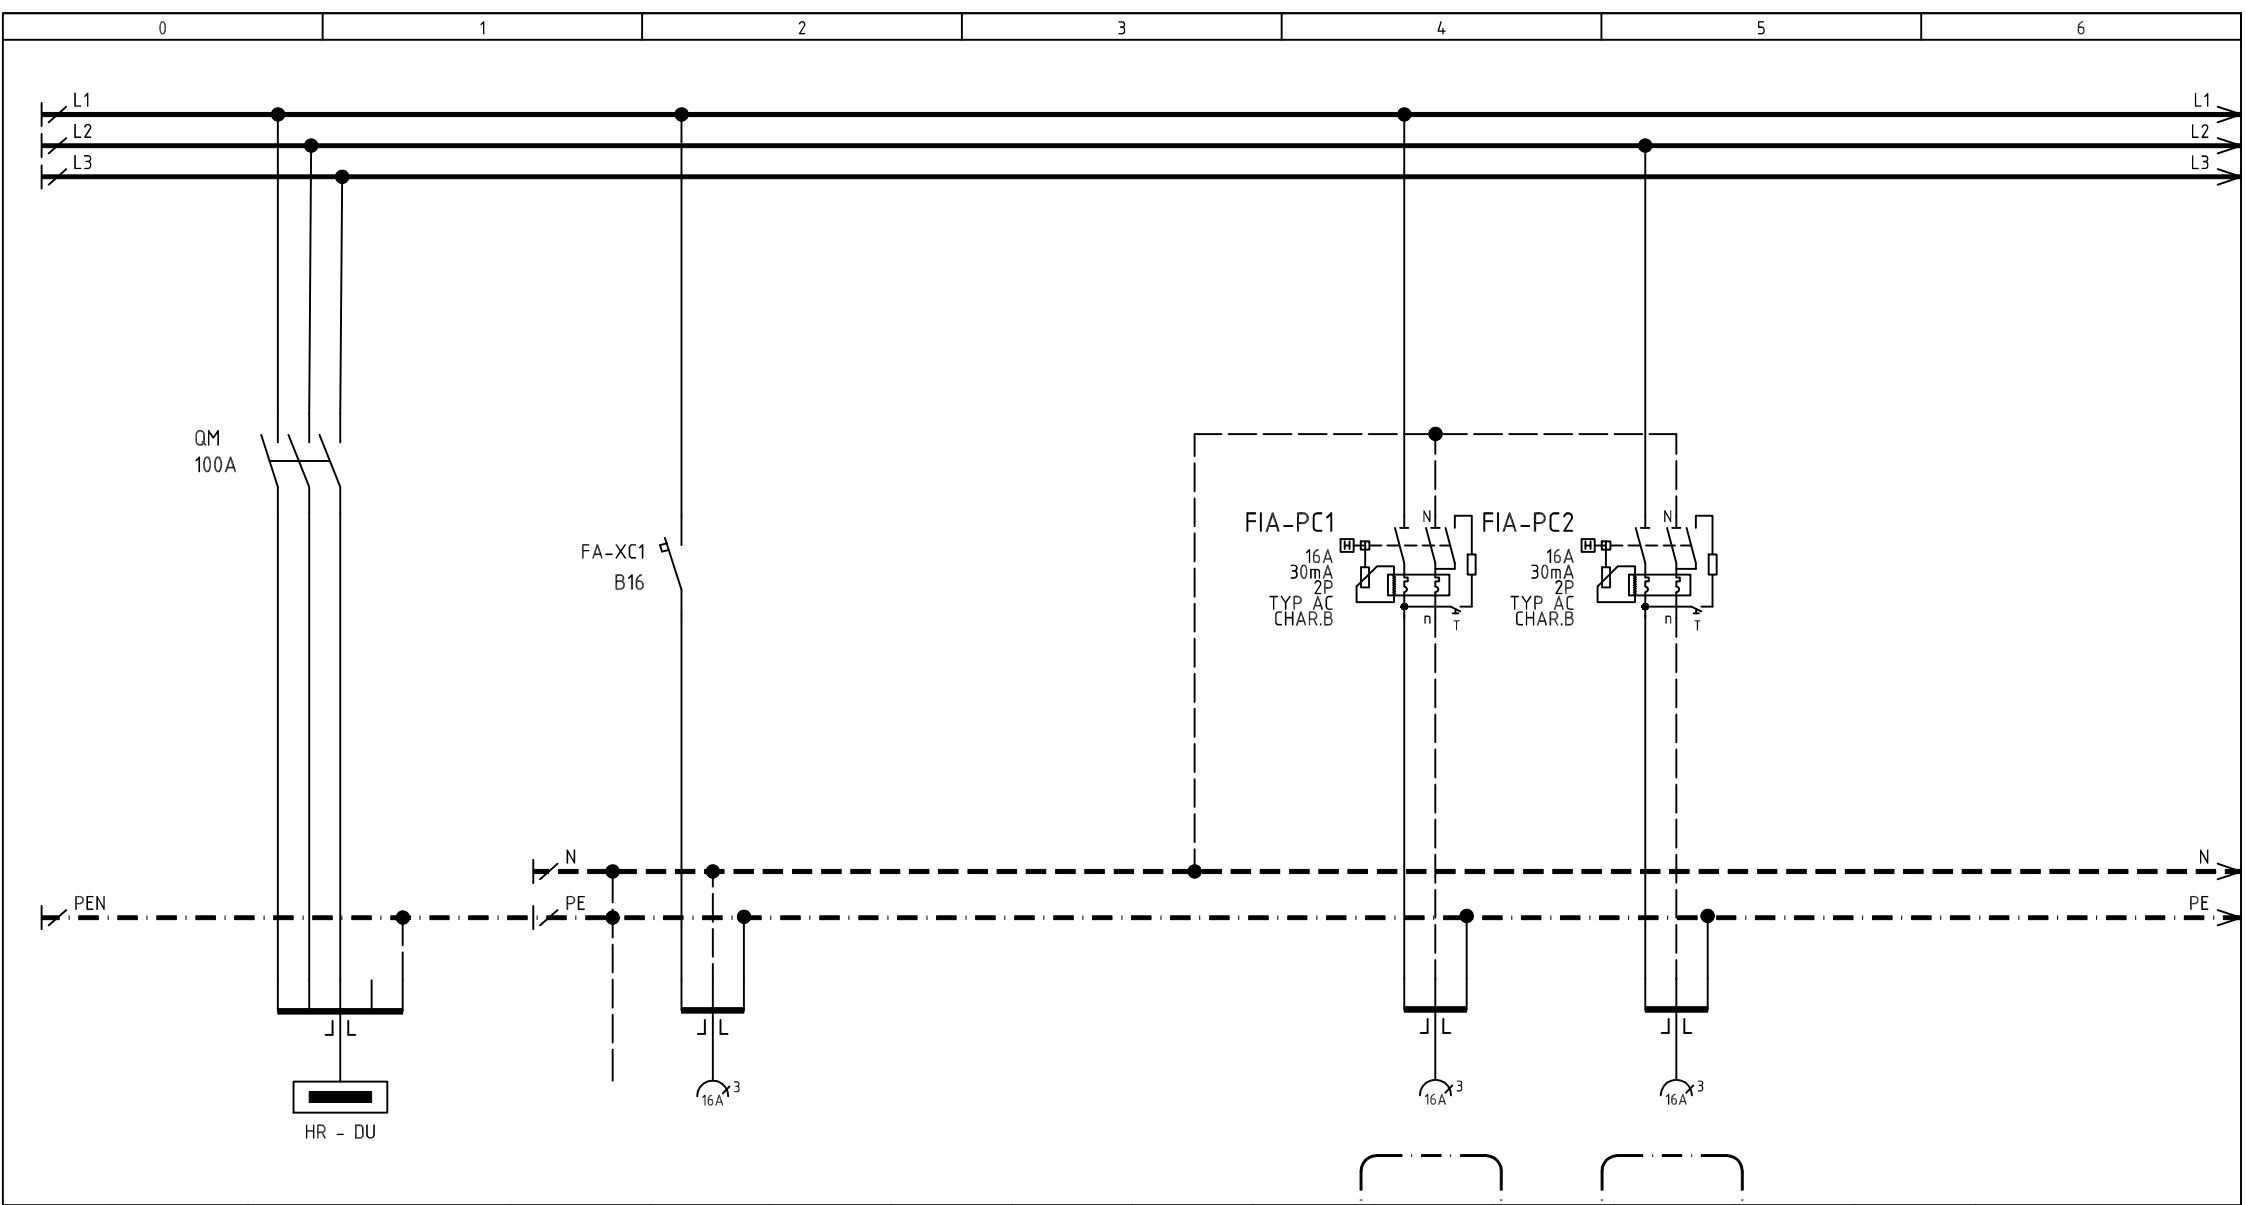 0 1 2 3 4 5 6
L1 L1
L2 L2
L3 L3
QM
100A
FA-XC1
B16
FIA-PC1
16A
30mA
2P
TYP AC
CHAR.B
N
n
T
FIA-PC2
16A
30mA
2P
TYP AC
CHAR.B
N
n
T
N N
PEN PE PE
3
16A
3
16A
3
16A
HR - DU